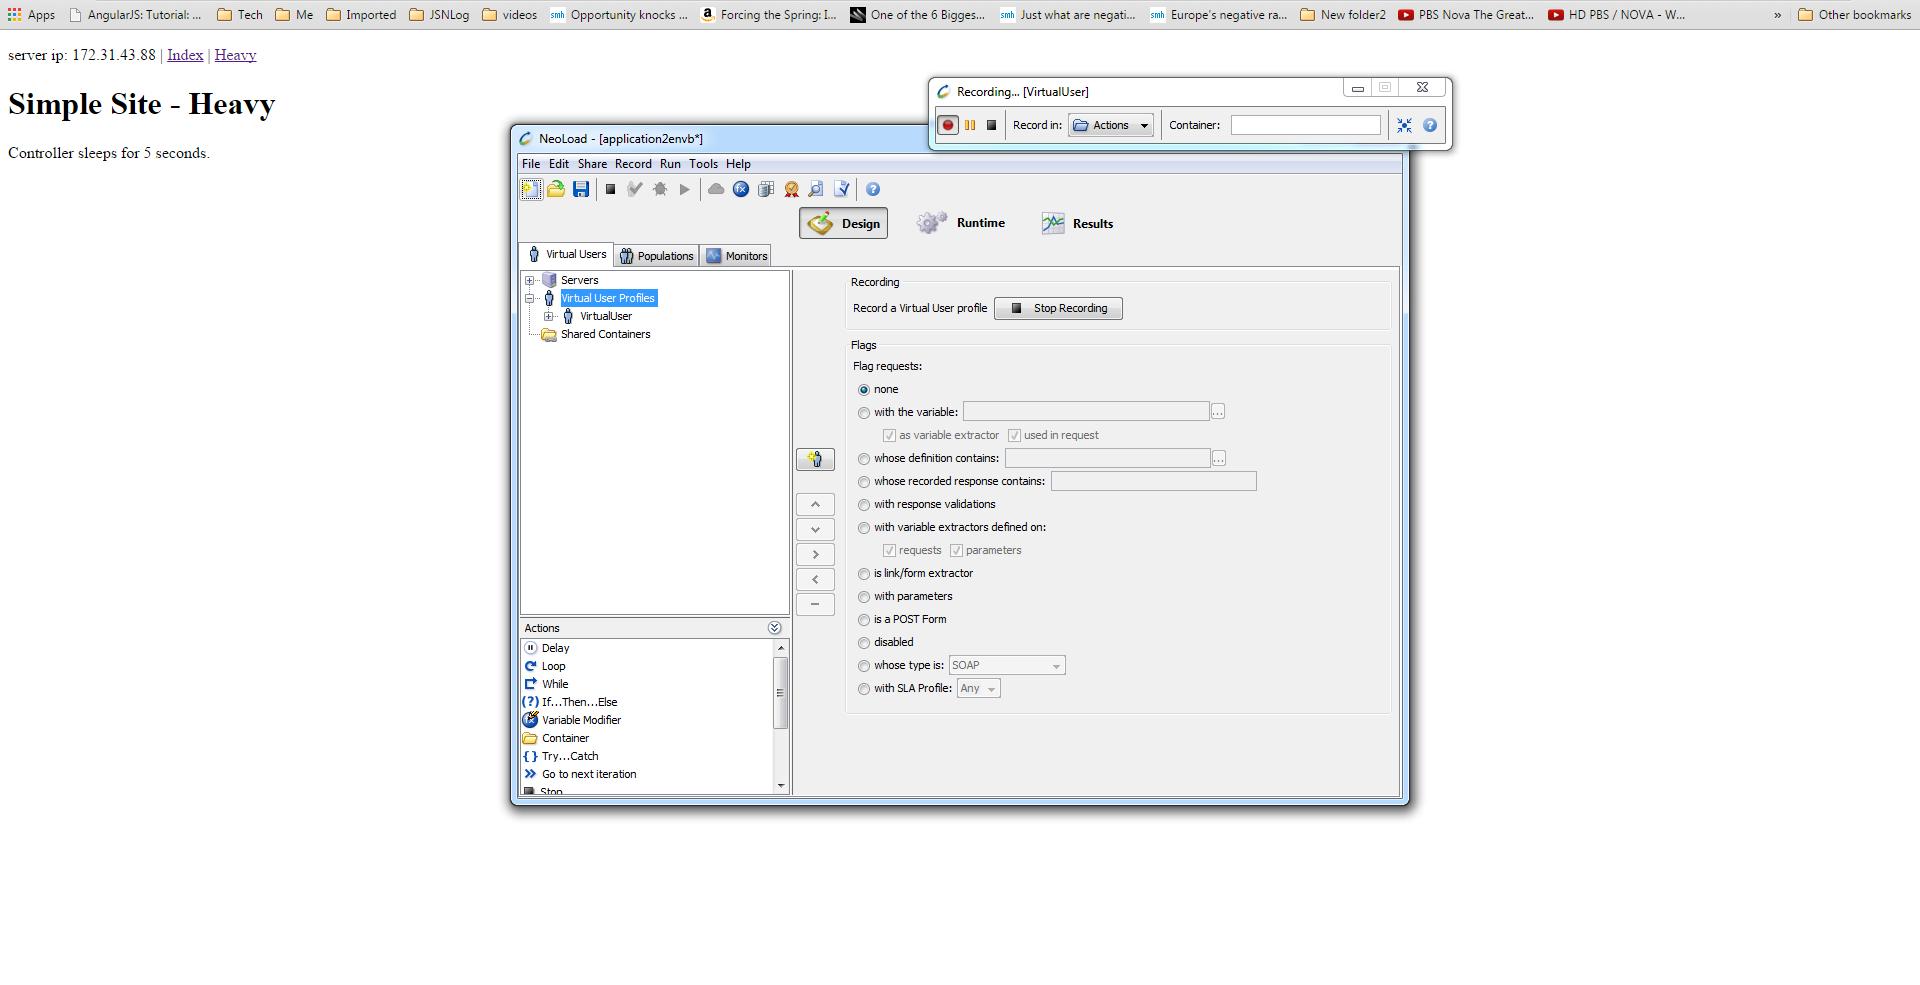 Apps AngularJS: Tutorial: ... Tech Me Imported JSNLog videos Opportunity knocks ... Forcing the Spring: I... One of the 6 Bigges... Just what are negati... Europe's negative ra... New folder2 PBS Nova The Great... HD PBS / NOVA - W... » Other bookmarks
server ip: 172.31.43.88 | Index | Heavy
Simple Site - Heavy
Controller sleeps for 5 seconds.
Recording... [VirtualUser]
Record in: Actions Container:
NeoLoad - [application2envb*]
File Edit Share Record Run Tools Help
Design Runtime Results
Virtual Users Populations Monitors
Servers
Virtual User Profiles
VirtualUser
Shared Containers
Actions
Delay
Loop
While
If...Then...Else
Variable Modifier
Container
Try...Catch
Go to next iteration
Stop
Recording
Record a Virtual User profile Stop Recording
Flags
Flag requests:
none
with the variable: ...
as variable extractor used in request
whose definition contains: ...
whose recorded response contains:
with response validations
with variable extractors defined on:
requests parameters
is link/form extractor
with parameters
is a POST Form
disabled
whose type is: SOAP
with SLA Profile: Any